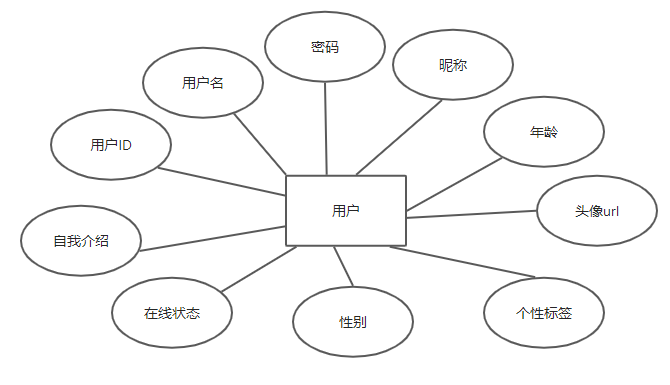 密码
昵称
用户名
年龄
用户ID
用户
头像url
自我介绍
在线状态
性别
个性标签